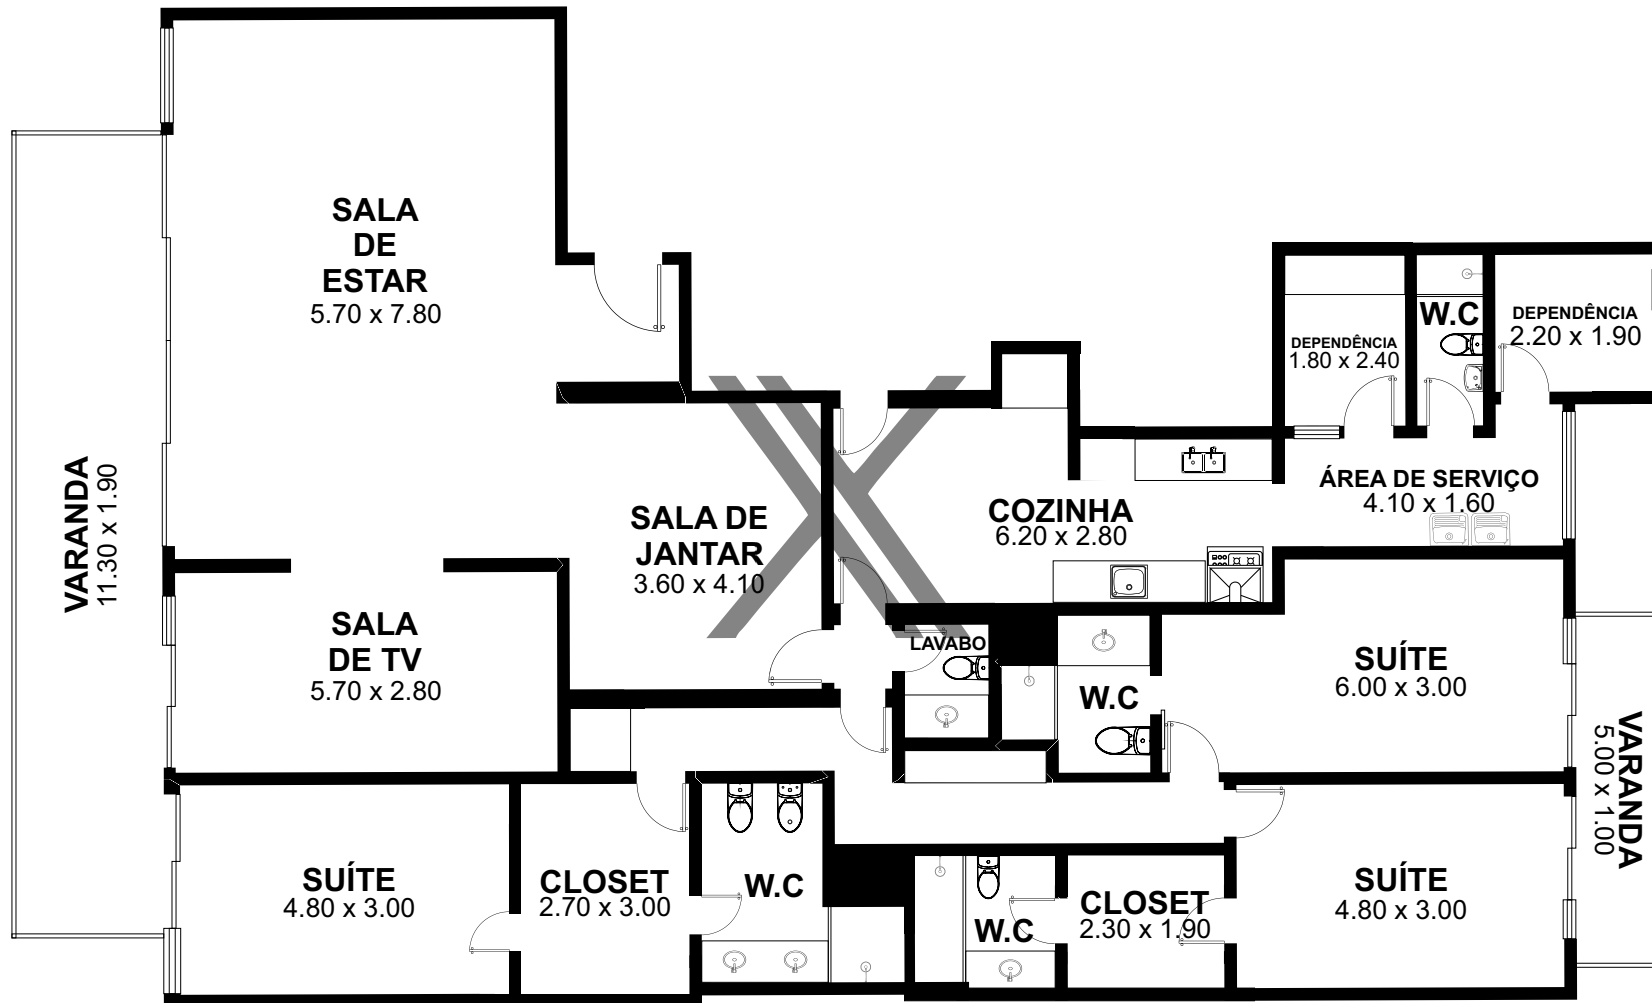 SALA
DE
ESTAR
5.70 x 7.80
VARANDA
11.30 x 1.90
SALA DE
JANTAR
3.60 x 4.10
SALA
DE TV
5.70 x 2.80
COZINHA
6.20 x 2.80
DEPENDÊNCIA
1.80 x 2.40
W.C
DEPENDÊNCIA
2.20 x 1.90
ÁREA DE SERVIÇO
4.10 x 1.60
LAVABO
W.C
SUÍTE
6.00 x 3.00
VARANDA
5.00 x 1.00
SUÍTE
4.80 x 3.00
CLOSET
2.70 x 3.00
W.C
W.C
CLOSET
2.30 x 1.90
SUÍTE
4.80 x 3.00